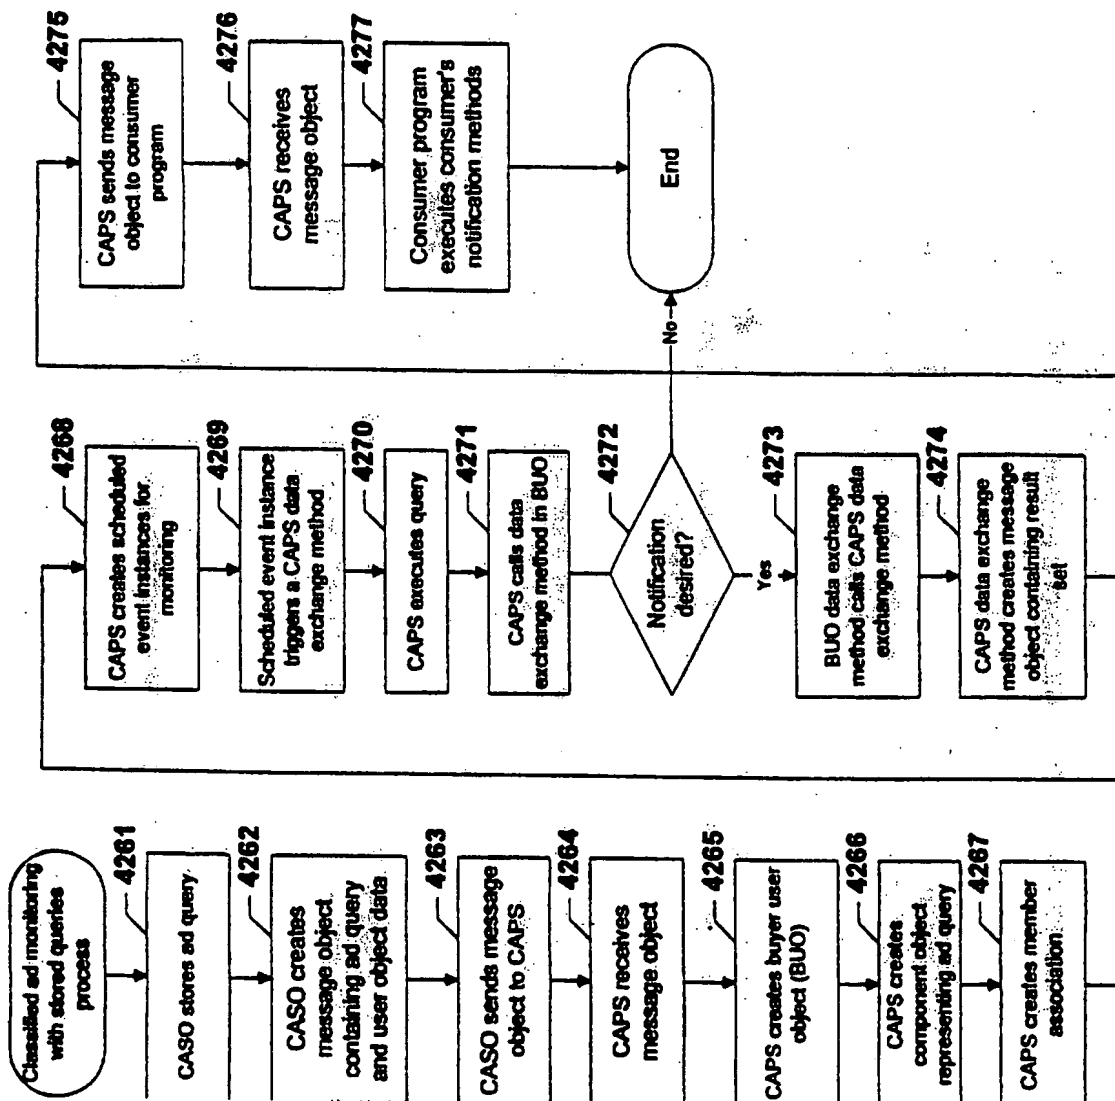 Classified ad monitoring
with stored queries
process
4261
CASO stores ad query
4262
CASO creates
message object
containing ad query
and user object data
4263
CASO sends message
object to CAPS
4264
CAPS receives
message object
4265
CAPS creates buyer user
object (BUO)
4266
CAPS creates
component object
representing ad query
4267
CAPS creates member
association
4268
CAPS creates scheduled
event instances for
monitoring
4269
Scheduled event instance
triggers a CAPS data
exchange method
4270
CAPS executes query
4271
CAPS calls data
exchange method in BUO
4272
Notification
desired?
No
Yes
4273
BUO data exchange
method calls CAPS data
exchange method
4274
CAPS data exchange
method creates message
object containing result
set
4275
CAPS sends message
object to consumer
program
4276
CAPS receives
message object
4277
Consumer program
executes consumer's
notification methods
End